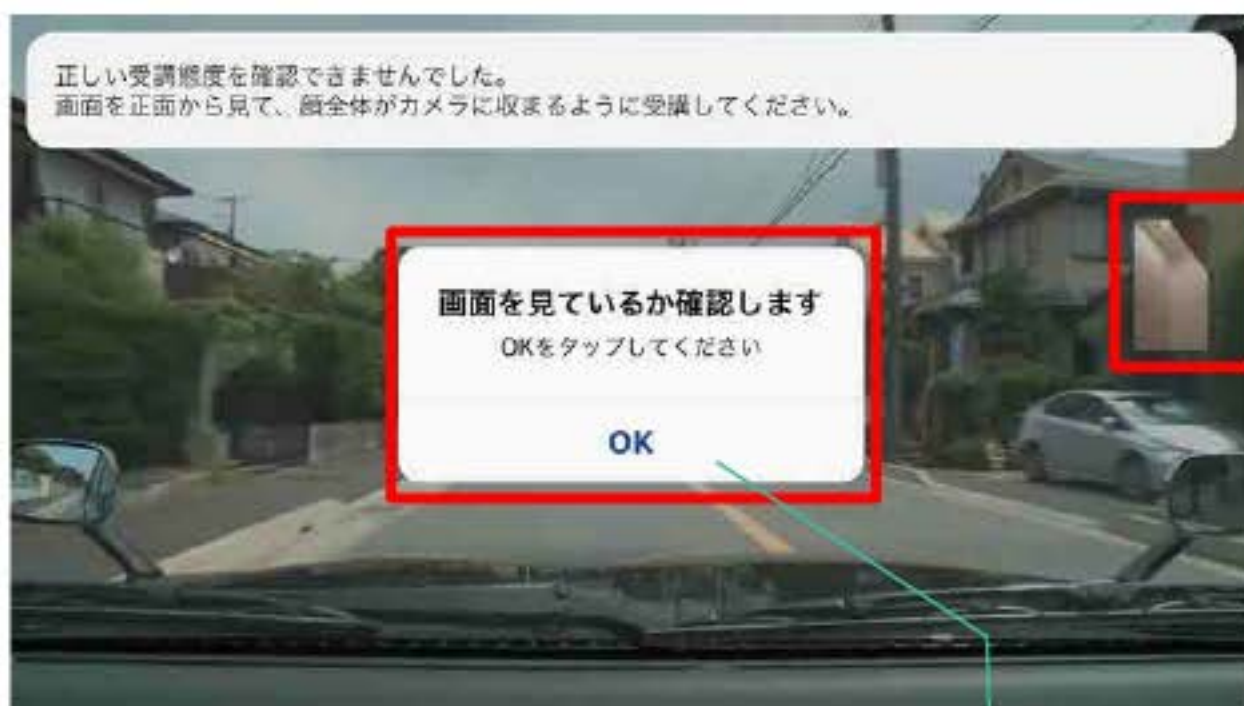 正しい受講態度を確認できませんでした。
画面を正面から見て、顔全体がカメラに収まるように受講してください。
画面を見ているか確認します
OKをタップしてください
OK